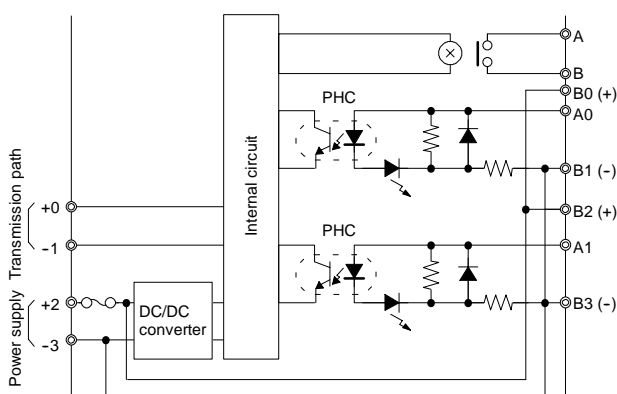 A
B
PHC
B0 (+)
A0
Internal circuit
B1 (-)
Transmission path
+0
B2 (+)
-1
PHC
A1
Power supply
+2
DC/DC
converter
B3 (-)
-3